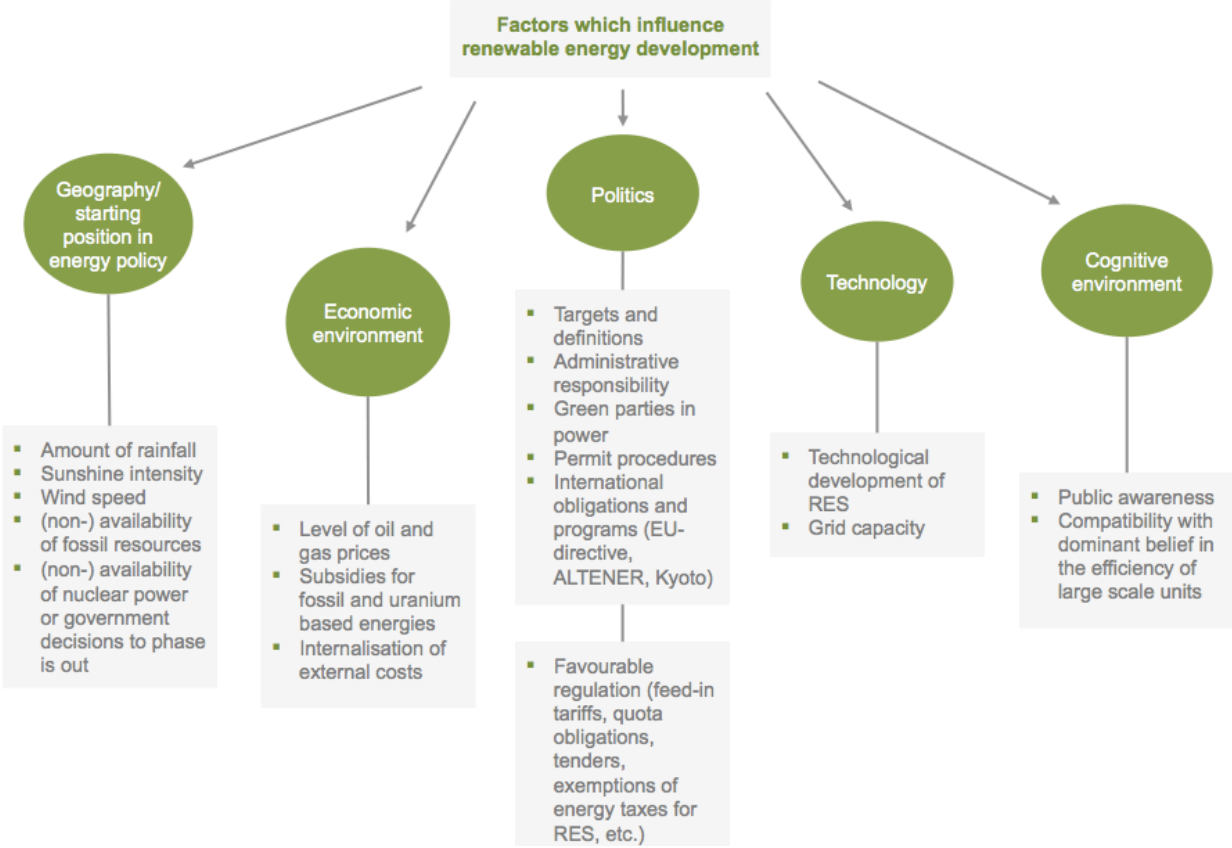 Factors which influence
renewable energy development
Geography/
starting
position in
energy policy
▪ Amount of rainfall
▪ Sunshine intensity
▪ Wind speed
▪ (non-) availability
of fossil resources
▪ (non-) availability
of nuclear power
or government
decisions to phase
is out
Economic
environment
▪ Level of oil and
gas prices
▪ Subsidies for
fossil and uranium
based energies
▪ Internalisation of
external costs
Politics
▪ Targets and
definitions
▪ Administrative
responsibility
▪ Green parties in
power
▪ Permit procedures
▪ International
obligations and
programs (EU-
directive,
ALTENER, Kyoto)
▪ Favourable
regulation (feed-in
tariffs, quota
obligations,
tenders,
exemptions of
energy taxes for
RES, etc.)
Technology
▪ Technological
development of
RES
▪ Grid capacity
Cognitive
environment
▪ Public awareness
▪ Compatibility with
dominant belief in
the efficiency of
large scale units